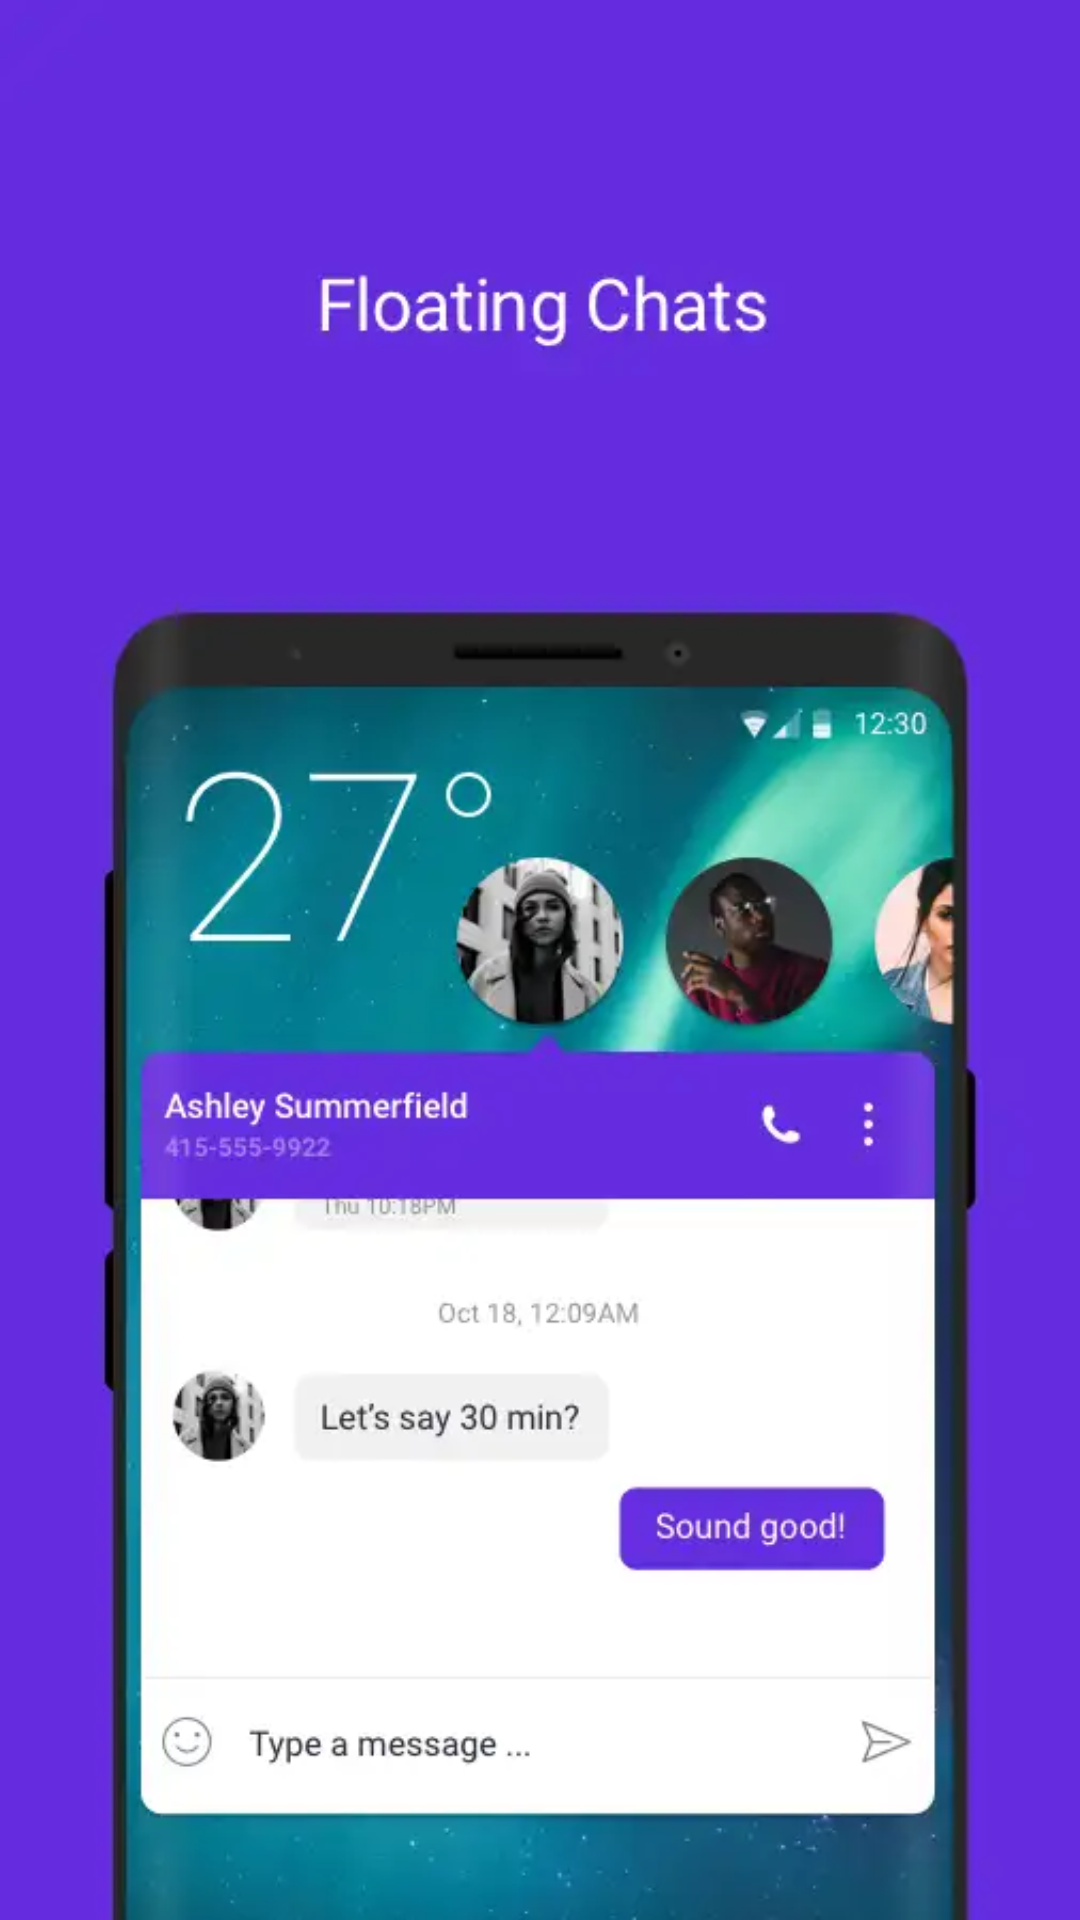 Floating Chats
12:30
27°
Ashley Summerfield
415-555-9922
Thu 10:18PM
Oct 18, 12:09AM
Let's say 30 min?
Sound good!
Type a message ...